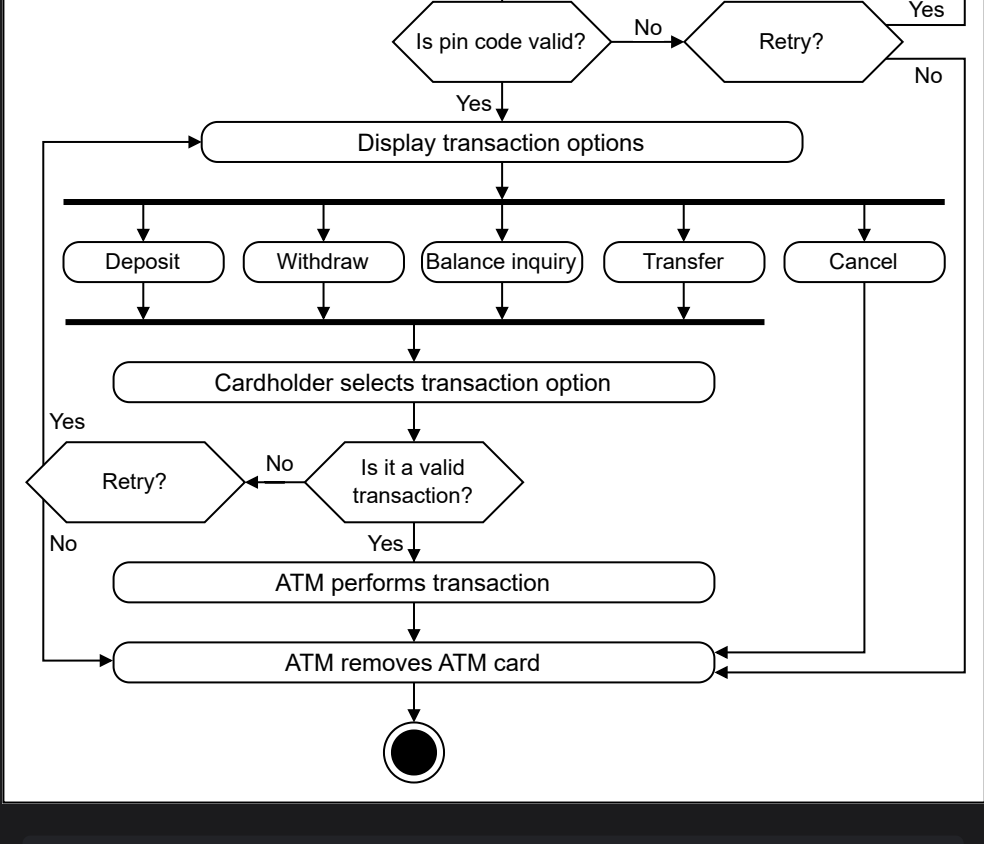 Yes
Is pin code valid?
No
Retry?
No
Yes
Display transaction options
Deposit
Withdraw
Balance inquiry
Transfer
Cancel
Cardholder selects transaction option
Yes
Retry?
No
Is it a valid
transaction?
No
Yes
ATM performs transaction
ATM removes ATM card